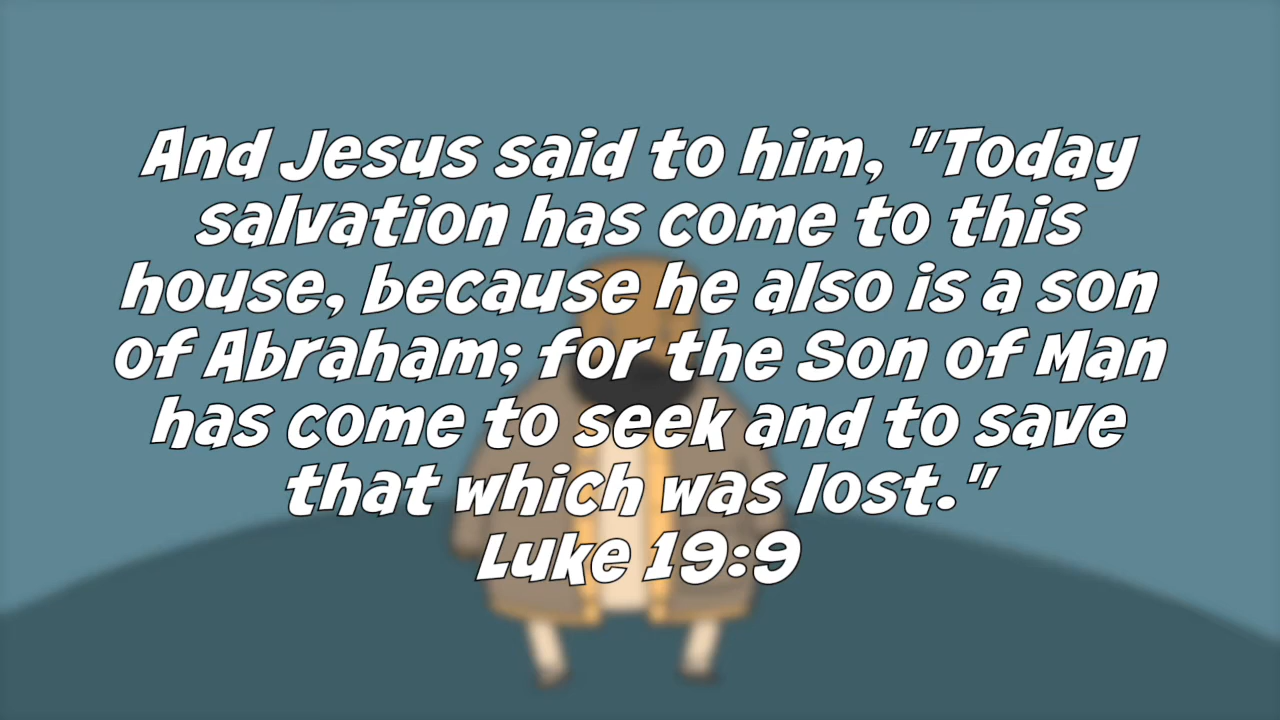 And Jesus said to him, "Today
salvation has come to this
house, because he also is a son
of Abraham; for the Son of Man
has come to seek and to save
that which was lost."
Luke 19:9